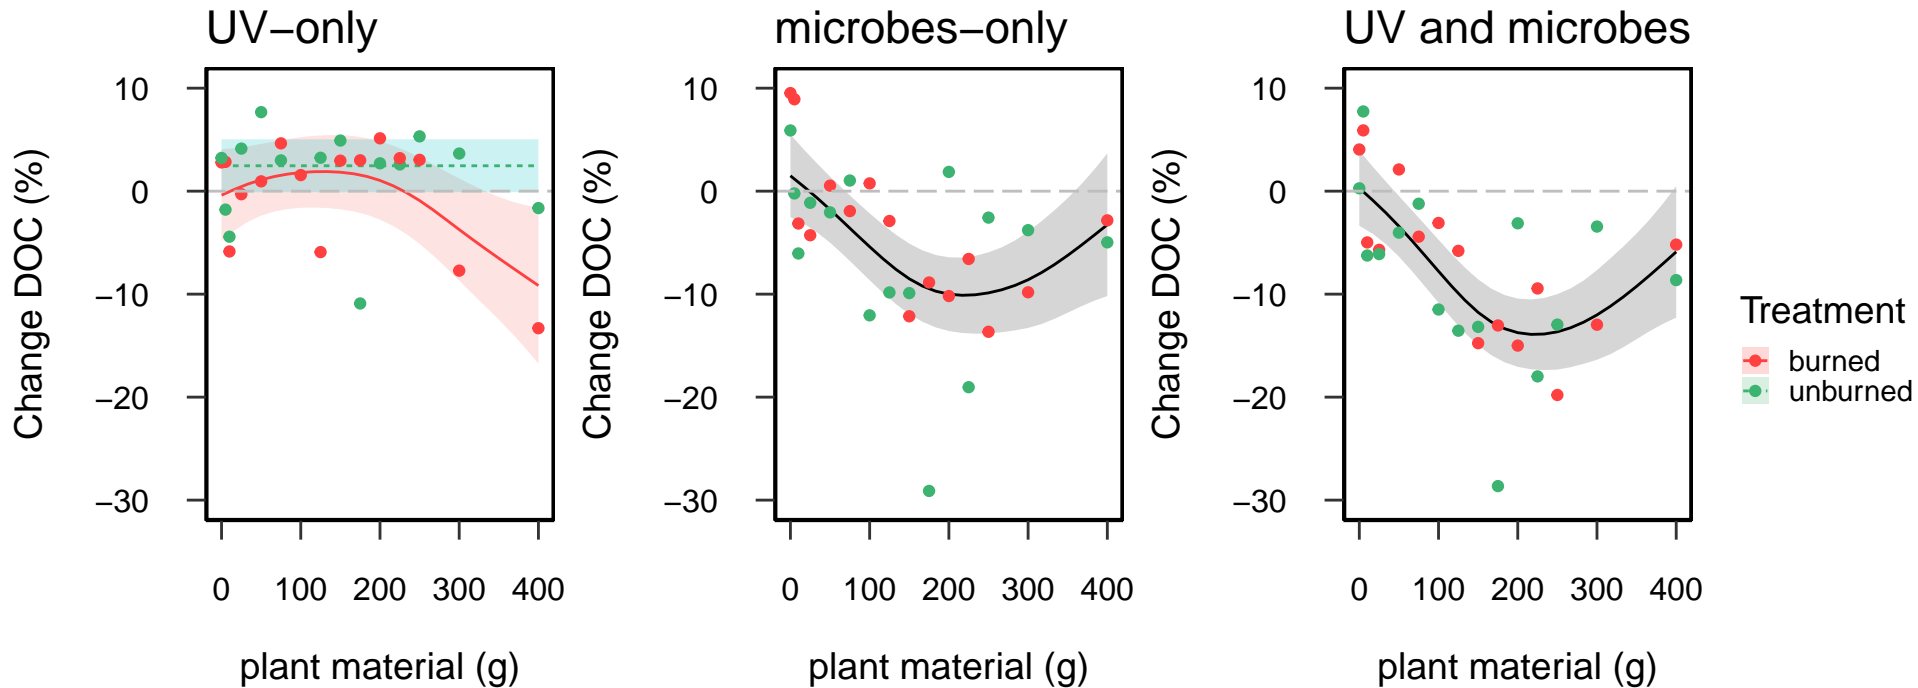 UV−only
microbes−only
UV and microbes
Change DOC (%)
10
0
−10
−20
−30
0 100 200 300 400
plant material (g)
Change DOC (%)
10
0
−10
−20
−30
0 100 200 300 400
plant material (g)
Change DOC (%)
10
0
−10
−20
−30
0 100 200 300 400
plant material (g)
Treatment
burned
unburned